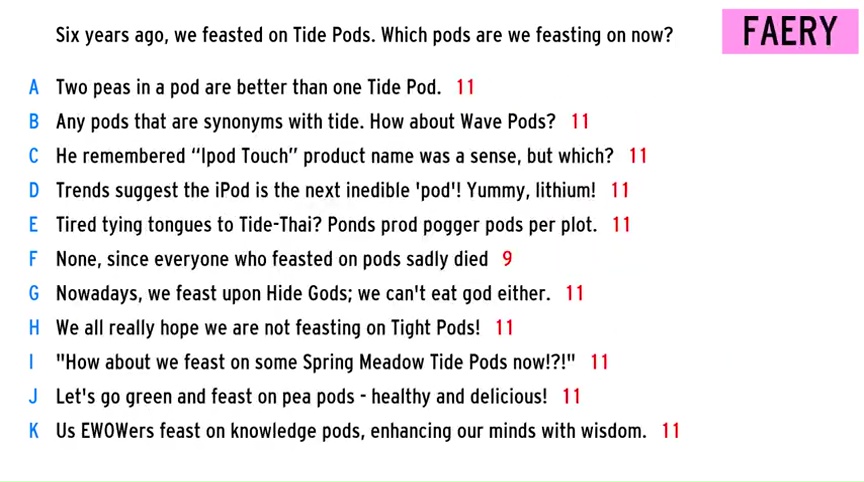 Six years ago, we feasted on Tide Pods. Which pods are we feasting on now?
FAERY
A Two peas in a pod are better than one Tide Pod. 11
B Any pods that are synonyms with tide. How about Wave Pods? 11
C He remembered “Ipod Touch” product name was a sense, but which? 11
D Trends suggest the iPod is the next inedible 'pod'! Yummy, lithium! 11
E Tired tying tongues to Tide-Thai? Ponds prod pogger pods per plot. 11
F None, since everyone who feasted on pods sadly died 9
G Nowadays, we feast upon Hide Gods; we can't eat god either. 11
H We all really hope we are not feasting on Tight Pods! 11
I "How about we feast on some Spring Meadow Tide Pods now!?!" 11
J Let's go green and feast on pea pods - healthy and delicious! 11
K Us EWOWers feast on knowledge pods, enhancing our minds with wisdom. 11